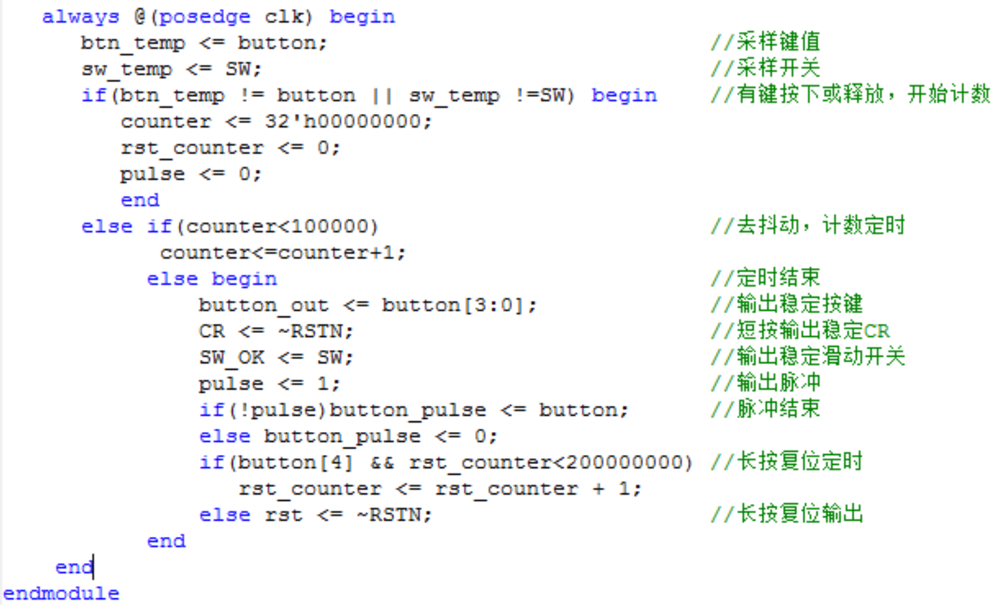 always @(posedge clk) begin
btn_temp <= button; //采样键值
sw_temp <= SW; //采样开关
if(btn_temp != button || sw_temp !=SW) begin //有键按下或释放，开始计数
counter <= 32'h00000000;
rst_counter <= 0;
pulse <= 0;
end
else if(counter<100000) //去抖动，计数定时
counter<=counter+1;
else begin //定时结束
button_out <= button[3:0]; //输出稳定按键
CR <= ~RSTN; //短按输出稳定CR
SW_OK <= SW; //输出稳定滑动开关
pulse <= 1; //输出脉冲
if(!pulse)button_pulse <= button; //脉冲结束
else button_pulse <= 0;
if(button[4] && rst_counter<200000000) //长按复位定时
rst_counter <= rst_counter + 1;
else rst <= ~RSTN; //长按复位输出
end
end
endmodule